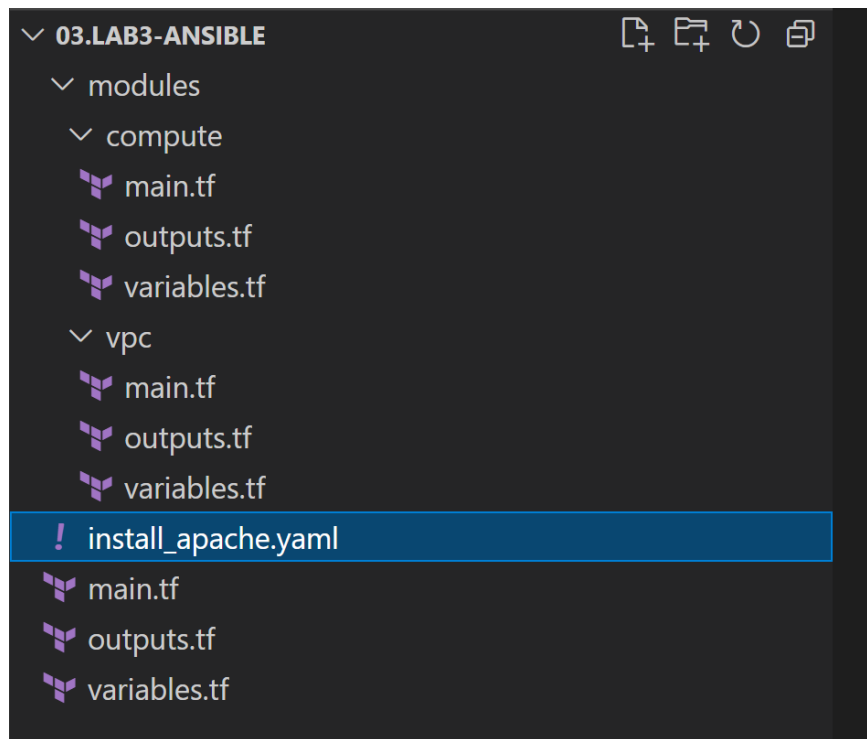 03.LAB3-ANSIBLE
modules
compute
main.tf
outputs.tf
variables.tf
vpc
main.tf
outputs.tf
variables.tf
! install_apache.yaml
main.tf
outputs.tf
variables.tf